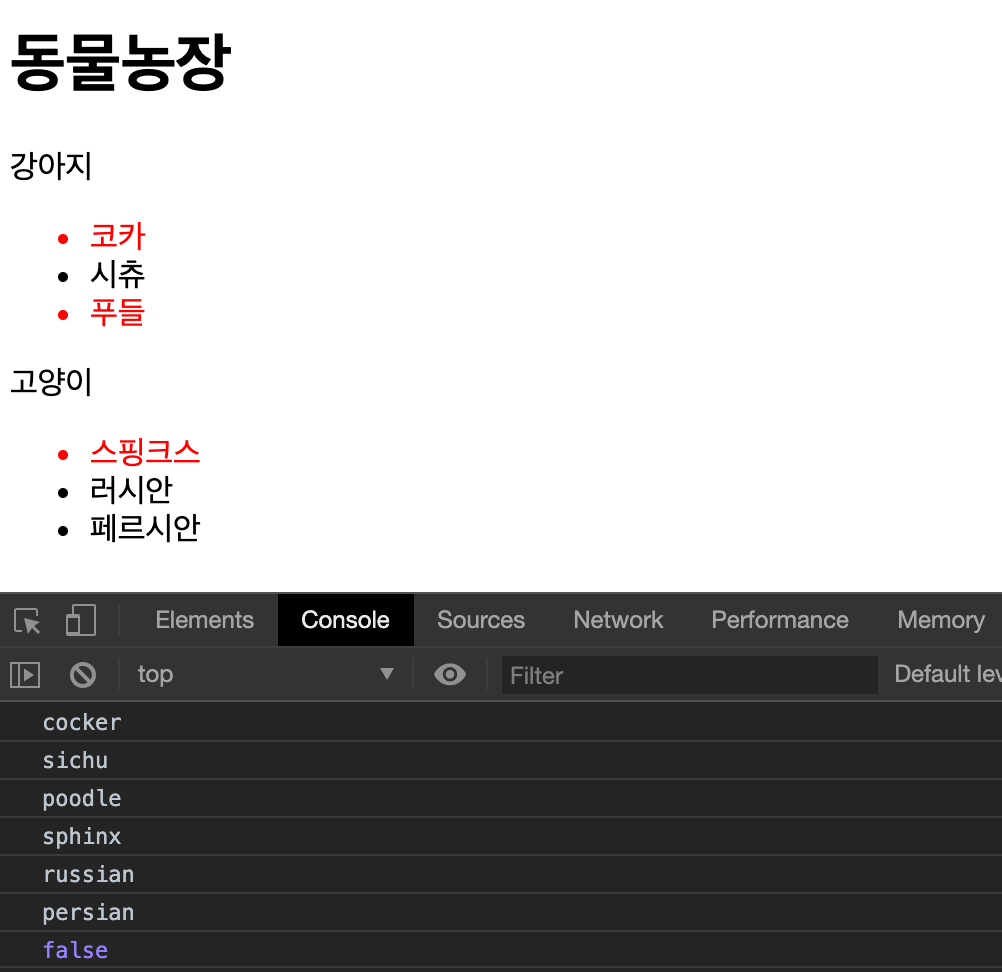 동물농장
강아지
코카
시츄
푸들
고양이
스핑크스
러시안
페르시안
Elements Console Sources Network Performance Memory
top Filter Default lev
cocker
sichu
poodle
sphinx
russian
persian
false